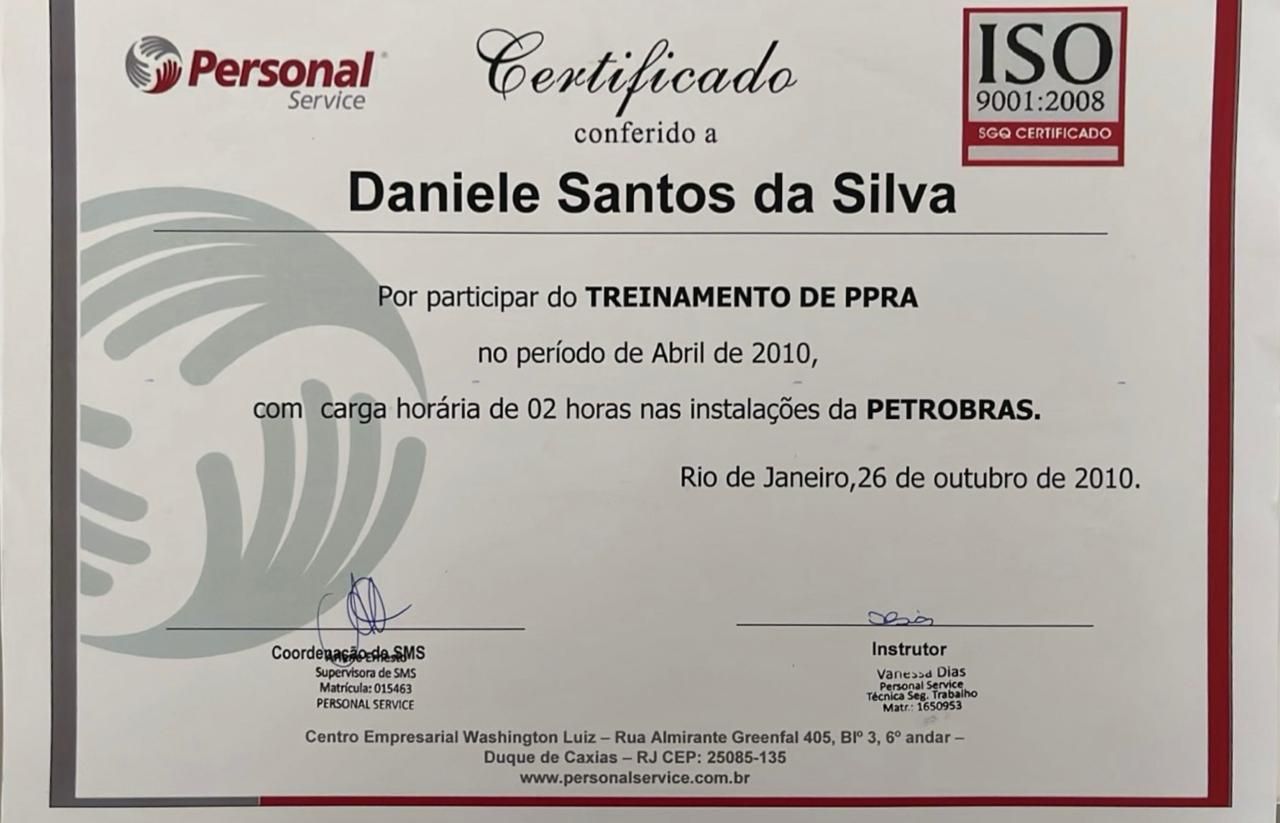 Personal
Service
Certificado
conferido a
ISO
9001:2008
SGQ CERTIFICADO
Daniele Santos da Silva
Por participar do TREINAMENTO DE PPRA
no período de Abril de 2010,
com carga horária de 02 horas nas instalações da PETROBRAS.
Rio de Janeiro,26 de outubro de 2010.
Coordenação de SMS
Supervisora de SMS
Matrícula: 015463
PERSONAL SERVICE
Instrutor
Vanessa Dias
Personal Service
Técnica Seg. Trabalho
Matr.: 1650953
Centro Empresarial Washington Luiz – Rua Almirante Greenfal 405, Blº 3, 6º andar –
Duque de Caxias – RJ CEP: 25085-135
www.personalservice.com.br